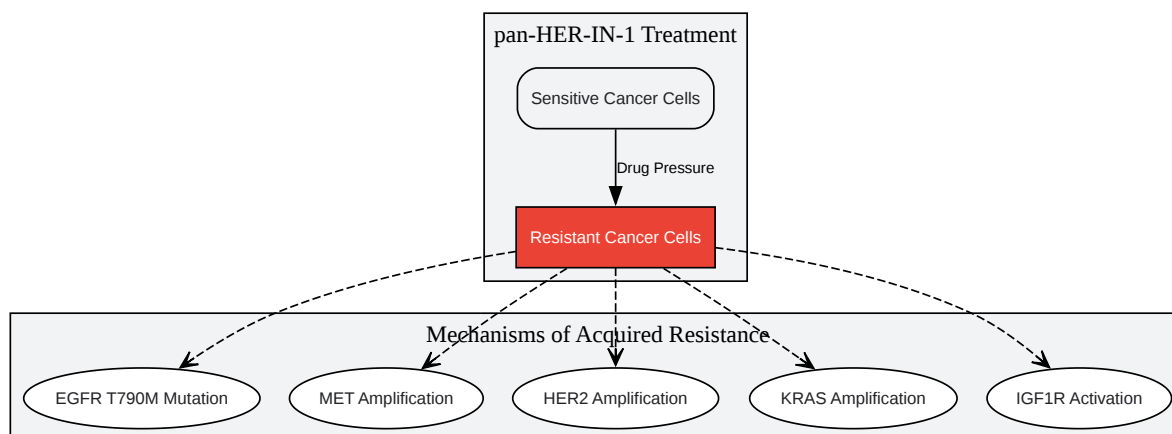 pan-HER-IN-1 Treatment
Sensitive Cancer Cells
Drug Pressure
Resistant Cancer Cells
Mechanisms of Acquired Resistance
EGFR T790M Mutation
MET Amplification
HER2 Amplification
KRAS Amplification
IGF1R Activation